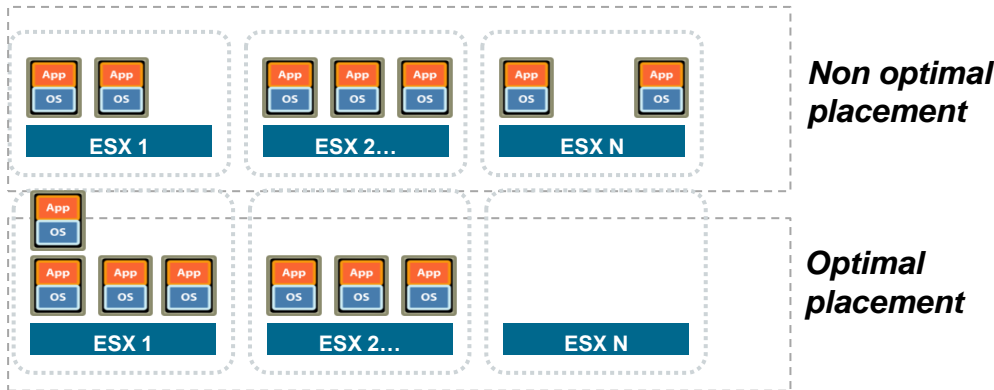 App App App App App App App
OS OS OS OS OS OS OS
ESX 1 ESX 2... ESX N
Non optimal
placement
App
OS
App App App App App App
OS OS OS OS OS OS
ESX 1 ESX 2... ESX N
Optimal
placement